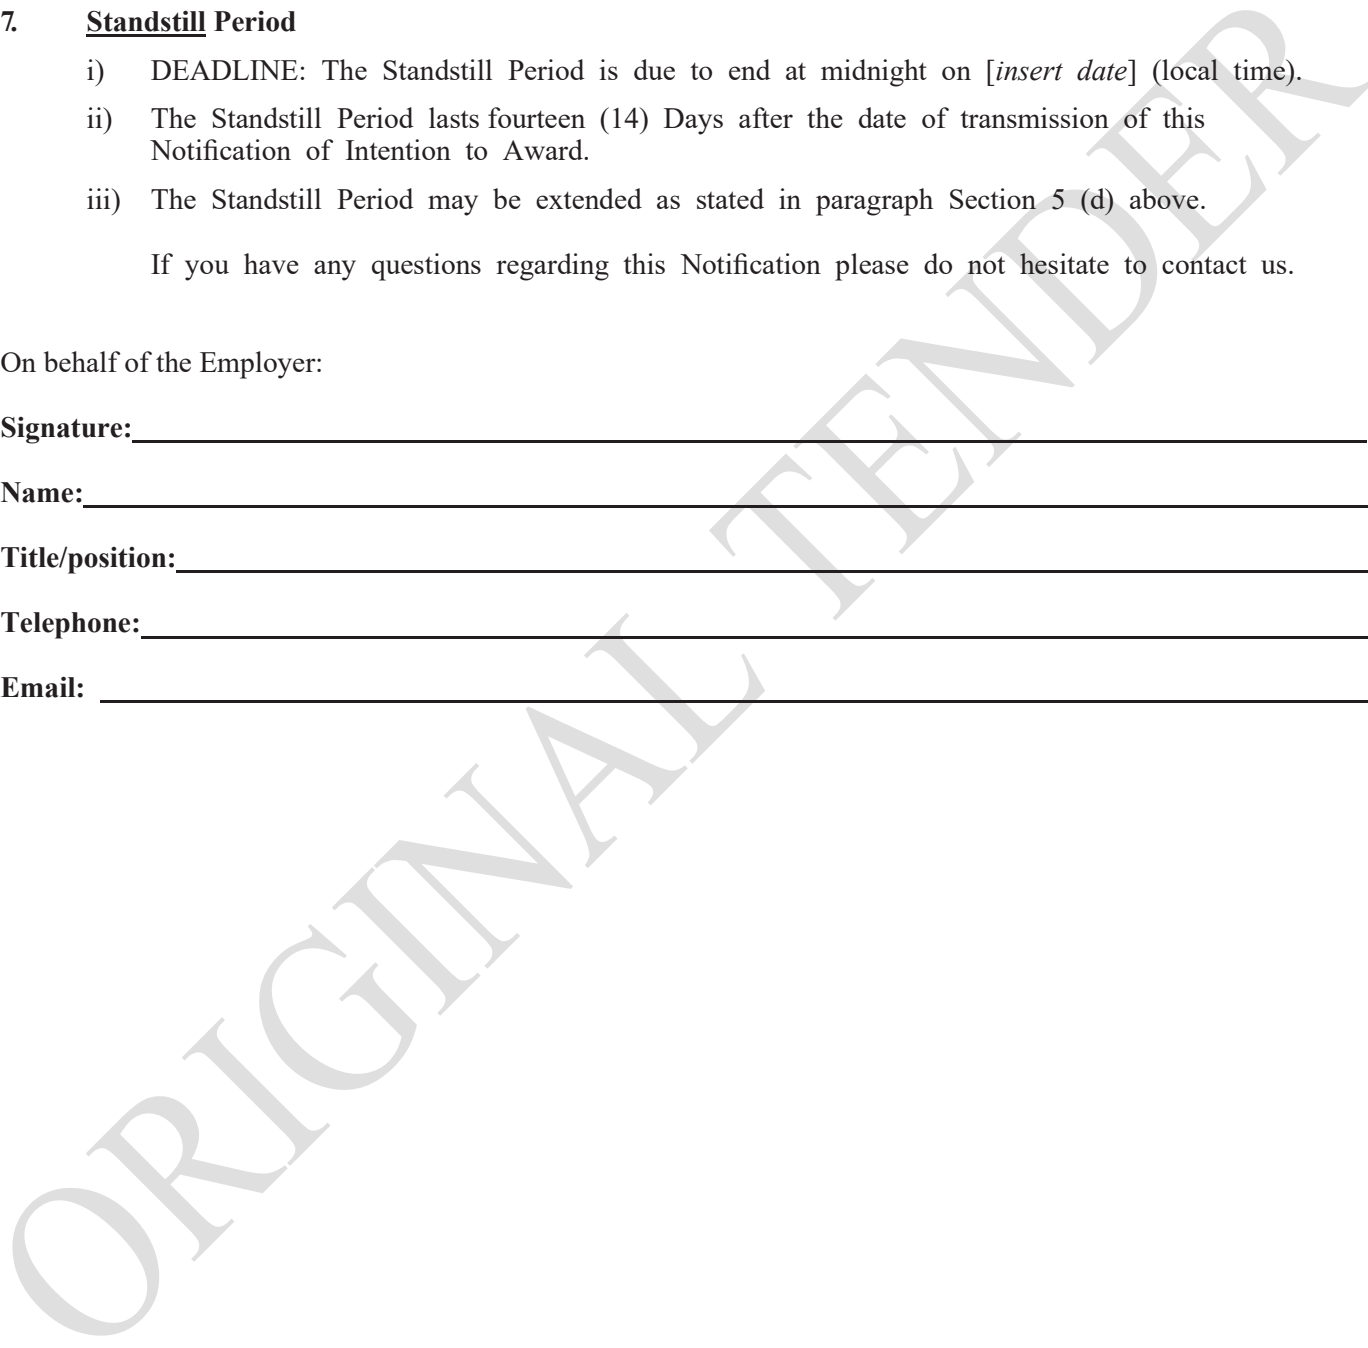 7. Standstill Period
i) DEADLINE: The Standstill Period is due to end at midnight on [insert date] (local time).
ii) The Standstill Period lasts fourteen (14) Days after the date of transmission of this
Notification of Intention to Award.
iii) The Standstill Period may be extended as stated in paragraph Section 5 (d) above.
If you have any questions regarding this Notification please do not hesitate to contact us.
On behalf of the Employer:
Signature:
Name:
Title/position:
Telephone:
Email:
ORIGINAL TENDER